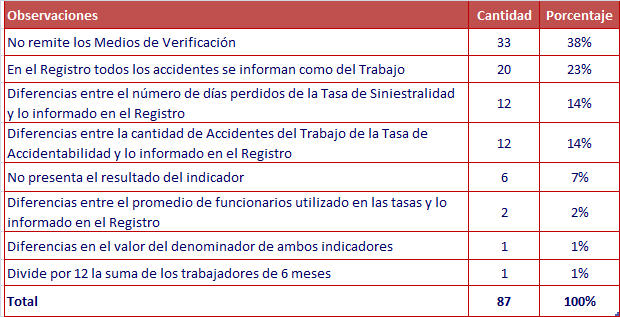 Observaciones Cantidad Porcentaje
No remite los Medios de Verificación 33 38%
En el Registro todos los accidentes se informan como del Trabajo 20 23%
Diferencias entre el número de días perdidos de la Tasa de Siniestralidad
y lo informado en el Registro 12 14%
Diferencias entre la cantidad de Accidentes del Trabajo de la Tasa de
Accidentabilidad y lo informado en el Registro 12 14%
No presenta el resultado del indicador 6 7%
Diferencias entre el promedio de funcionarios utilizado en las tasas y lo
informado en el Registro 2 2%
Diferencias en el valor del denominador de ambos indicadores 1 1%
Divide por 12 la suma de los trabajadores de 6 meses 1 1%
Total 87 100%